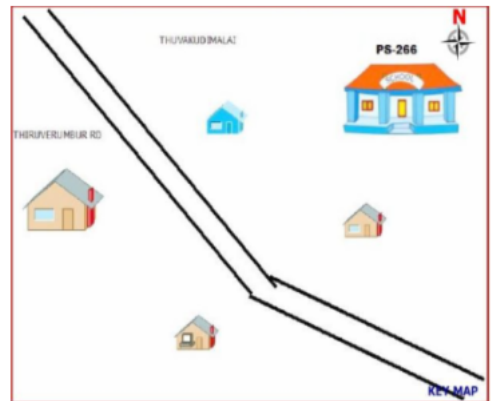 N
THUVAKUDIMALAI
PS-266
SCHOOL
THIRUVERUMBUR RD
KEY MAP